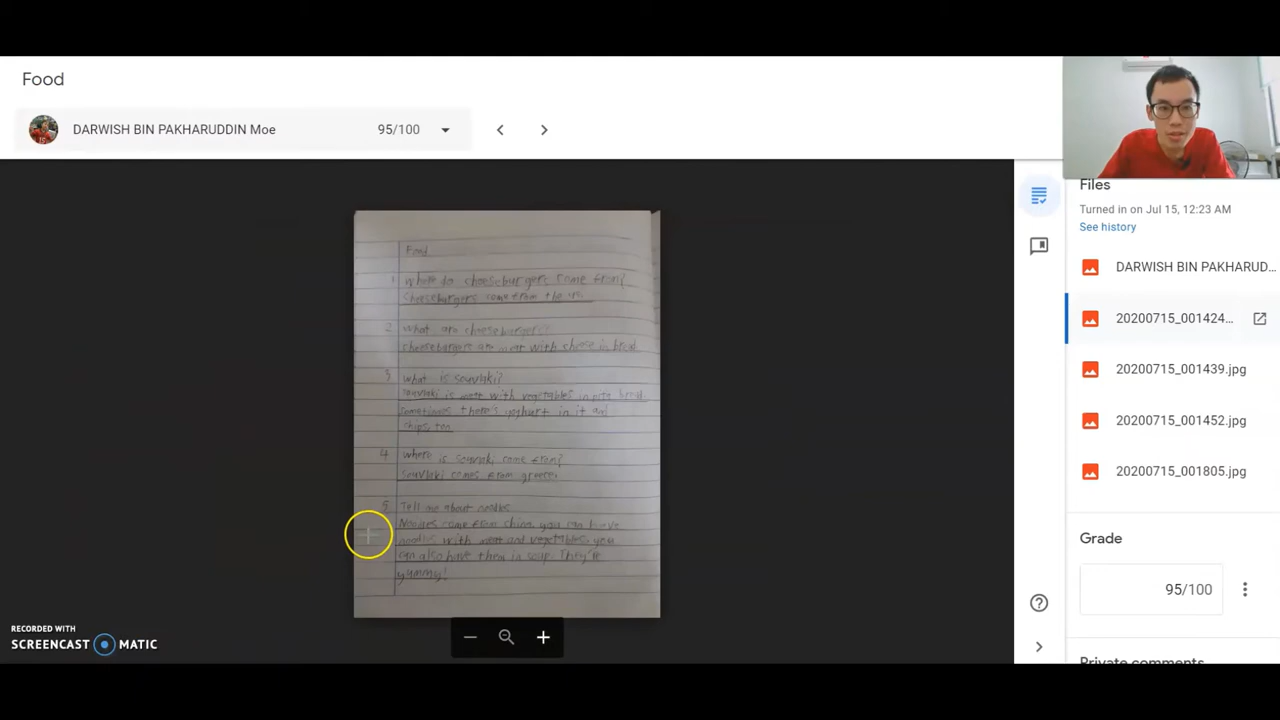 Food
DARWISH BIN PAKHARUDDIN Moe
95/100
Files
Turned in on Jul 15, 12:23 AM
See history
DARWISH BIN PAKHARUD...
20200715_001424...
20200715_001439.jpg
20200715_001452.jpg
20200715_001805.jpg
Grade
95/100
Private comments
Food
1 Where do cheeseburgers come from?
Cheeseburgers come from the us.
2 What are cheeseburgers?
cheeseburgers are meat with cheese in bread.
3 What is souvlaki?
souvlaki is meat with vegetables in pita bread.
sometimes there's yoghurt in it and
chips, too.
4 where is souvlaki come from?
souvlaki comes from greece.
5 Tell me about noodles
Noodles come from china. you can have
noodles with meat and vegetables. you
can also have them in soup. They're
yummy!
RECORDED WITH
SCREENCAST MATIC